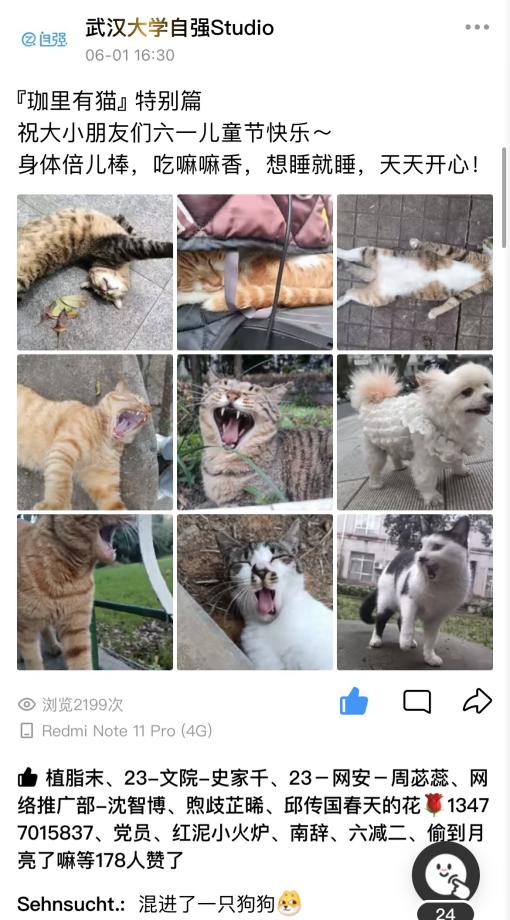 自强
武汉大学自强Studio
06-01 16:30
『珈里有猫』特别篇
祝大小朋友们六一儿童节快乐～
身体倍儿棒，吃嘛嘛香，想睡就睡，天天开心！
浏览2199次
Redmi Note 11 Pro (4G)
植脂末、23-文院-史家千、23－网安－周苾蕊、网
络推广部-沈智博、煦歧芷晞、邱传国春天的花🌹1347
7015837、党员、红泥小火炉、南辞、六减二、偷到月
亮了嘛等178人赞了
Sehnsucht.：混进了一只狗狗
24